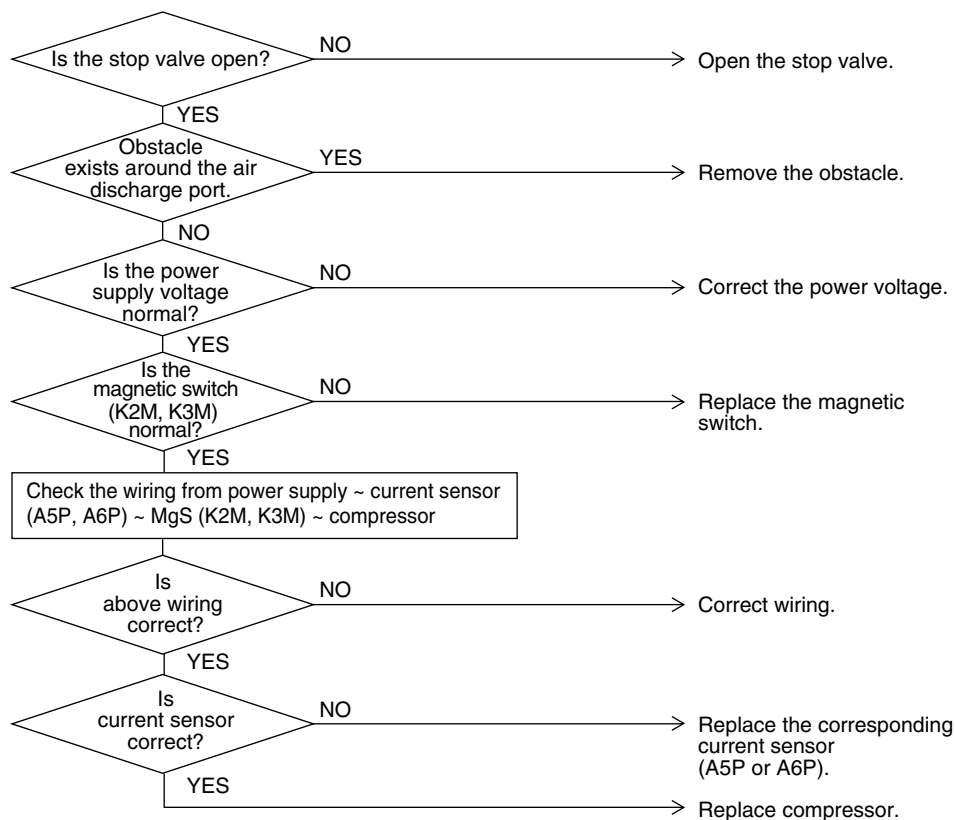 Is the stop valve open?
NO
Open the stop valve.
YES
Obstacle
exists around the air
discharge port.
YES
Remove the obstacle.
NO
Is the power
supply voltage
normal?
NO
Correct the power voltage.
YES
Is the
magnetic switch
(K2M, K3M)
normal?
NO
Replace the magnetic
switch.
YES
Check the wiring from power supply ~ current sensor
(A5P, A6P) ~ MgS (K2M, K3M) ~ compressor
Is
above wiring
correct?
NO
Correct wiring.
YES
Is
current sensor
correct?
NO
Replace the corresponding
current sensor
(A5P or A6P).
YES
Replace compressor.